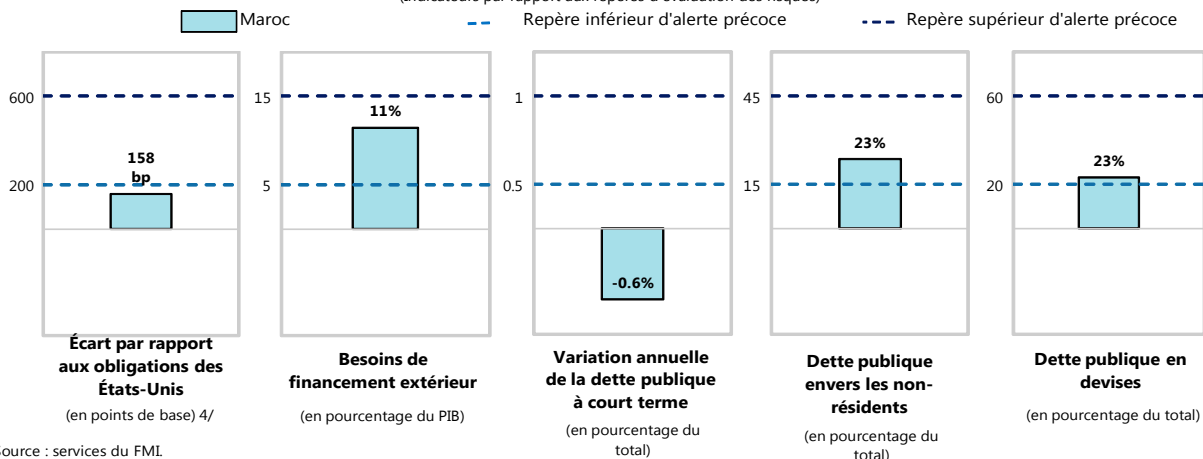 (Indicateurs par rapport aux repères d'évaluation des risques)
Maroc
Repère inférieur d'alerte précoce
Repère supérieur d'alerte précoce
600
200
158
bp
15
5
11%
1
0.5
-0.6%
45
15
23%
60
20
23%
Écart par rapport
aux obligations des
États-Unis
(en points de base) 4/
Besoins de
financement extérieur
(en pourcentage du PIB)
Variation annuelle
de la dette publique
à court terme
(en pourcentage du
total)
Dette publique
envers les non-
résidents
(en pourcentage du
total)
Dette publique en
devises
(en pourcentage du total)
Source : services du FMI.